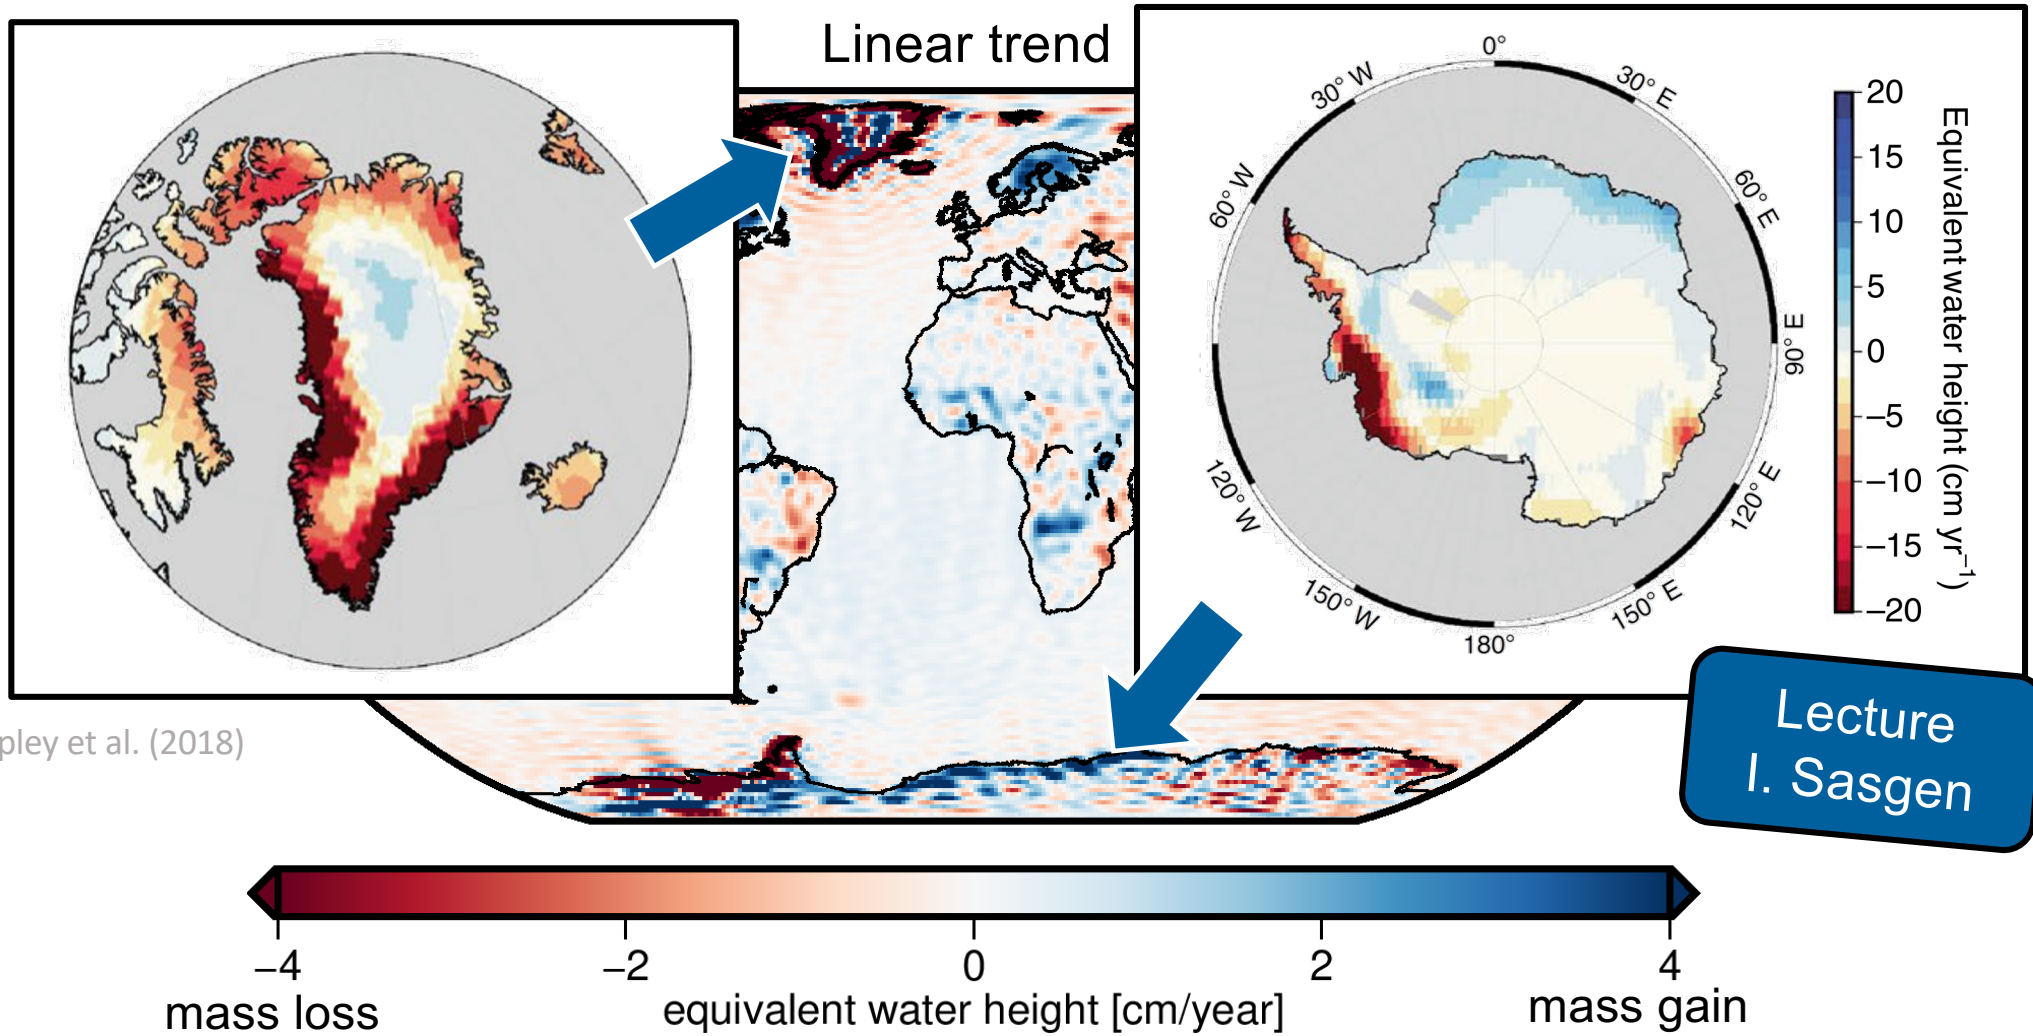 Linear trend
0°
30° W
30° E
60° W
60° E
90° E
120° W
120° E
150° W
150° E
180°
20
15
10
5
0
−5
−10
−15
−20
Equivalent water height (cm yr⁻¹)
pley et al. (2018)
Lecture
I. Sasgen
−4
−2
0
2
4
mass loss
equivalent water height [cm/year]
mass gain